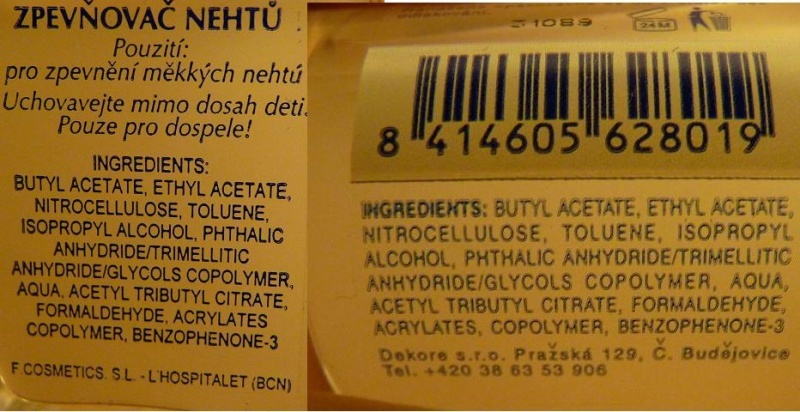 ZPEVŇOVAČ NEHTŮ
Pouzití:
pro zpevnění měkkých nehtú
Uchovavejte mimo dosah deti.
Pouze pro dospele!
INGREDIENTS:
BUTYL ACETATE, ETHYL ACETATE,
NITROCELLULOSE, TOLUENE,
ISOPROPYL ALCOHOL, PHTHALIC
ANHYDRIDE/TRIMELLITIC
ANHYDRIDE/GLYCOLS COPOLYMER,
AQUA, ACETYL TRIBUTYL CITRATE,
FORMALDEHYDE, ACRYLATES
COPOLYMER, BENZOPHENONE-3
F.COSMETICS. S.L. - L'HOSPITALET (BCN)
31089
24M
8 414605 628019
INGREDIENTS: BUTYL ACETATE, ETHYL ACETATE,
NITROCELLULOSE, TOLUENE, ISOPROPYL
ALCOHOL, PHTHALIC ANHYDRIDE/TRIMELLITIC
ANHYDRIDE/GLYCOLS COPOLYMER, AQUA,
ACETYL TRIBUTYL CITRATE, FORMALDEHYDE,
ACRYLATES, COPOLYMER, BENZOPHENONE-3
Dekore s.r.o. Pražská 129, Č. Budějovice
Tel. +420 38 63 53 906